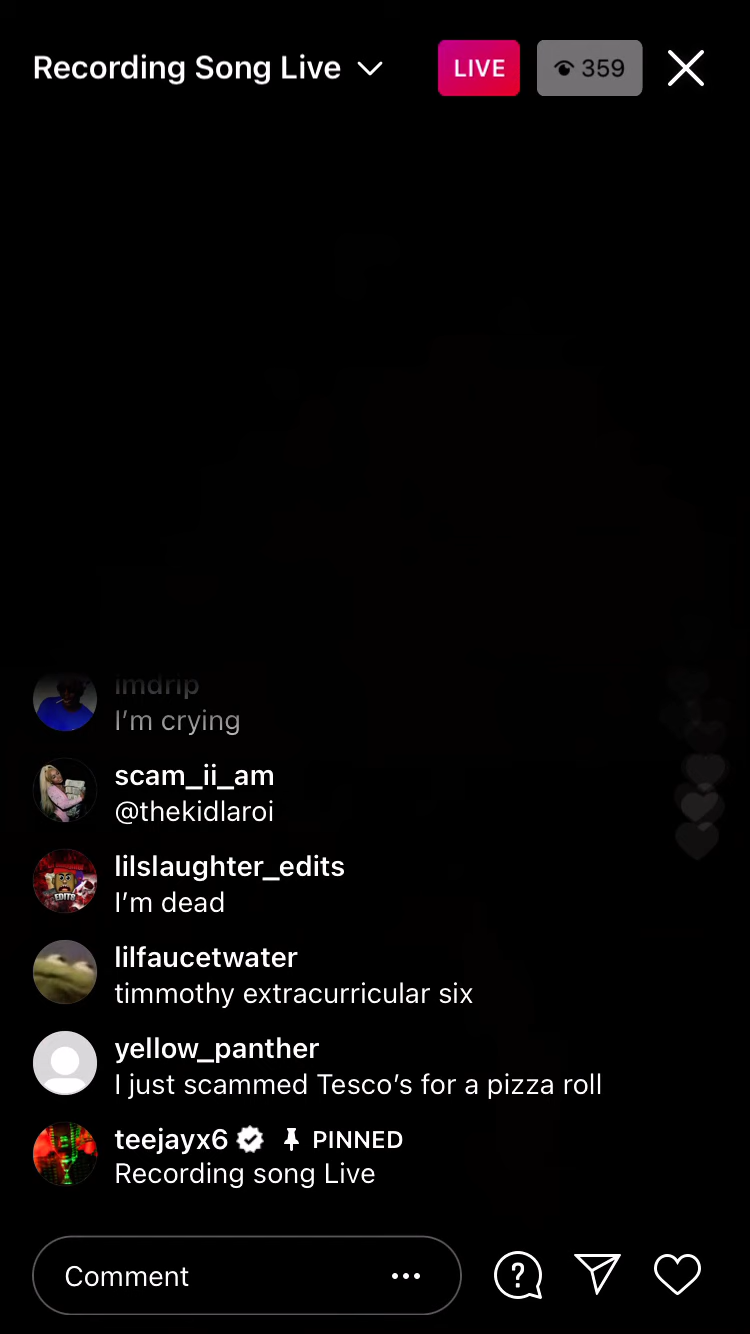 Recording Song Live
LIVE
359
imdrip
I'm crying
scam_ii_am
@thekidlaroi
lilslaughter_edits
I'm dead
lilfaucetwater
timmothy extracurricular six
yellow_panther
I just scammed Tesco's for a pizza roll
teejayx6 PINNED
Recording song Live
Comment
EDITS